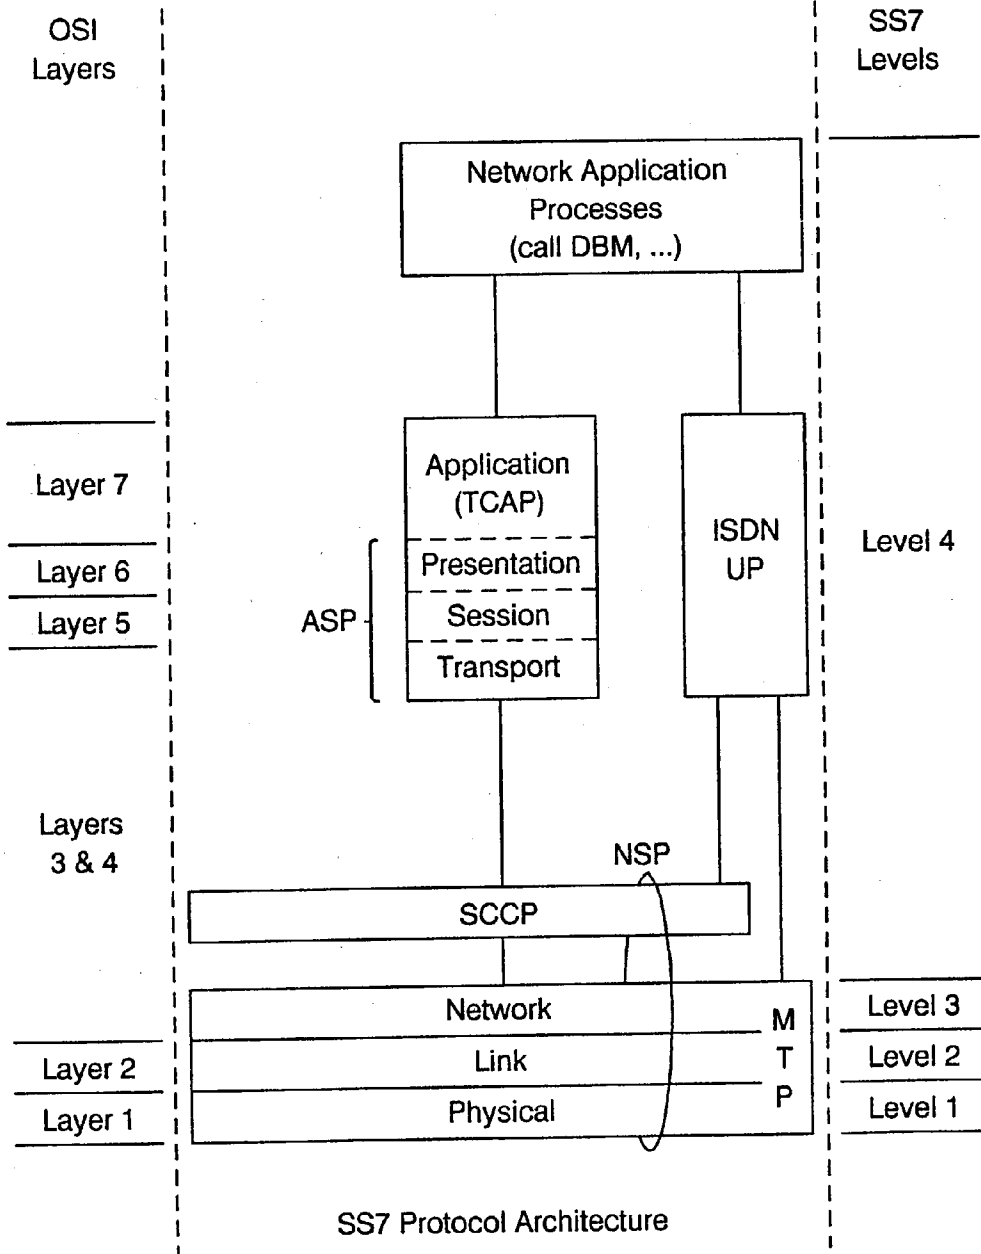 OSI
Layers
SS7
Levels
Network Application
Processes
(call DBM, ...)
Layer 7
Layer 6
Layer 5
Application
(TCAP)
Presentation
Session
Transport
ASP
ISDN
UP
Level 4
Layers
3 & 4
NSP
SCCP
Network
Link
Physical
M
T
P
Level 3
Level 2
Level 1
Layer 2
Layer 1
SS7 Protocol Architecture